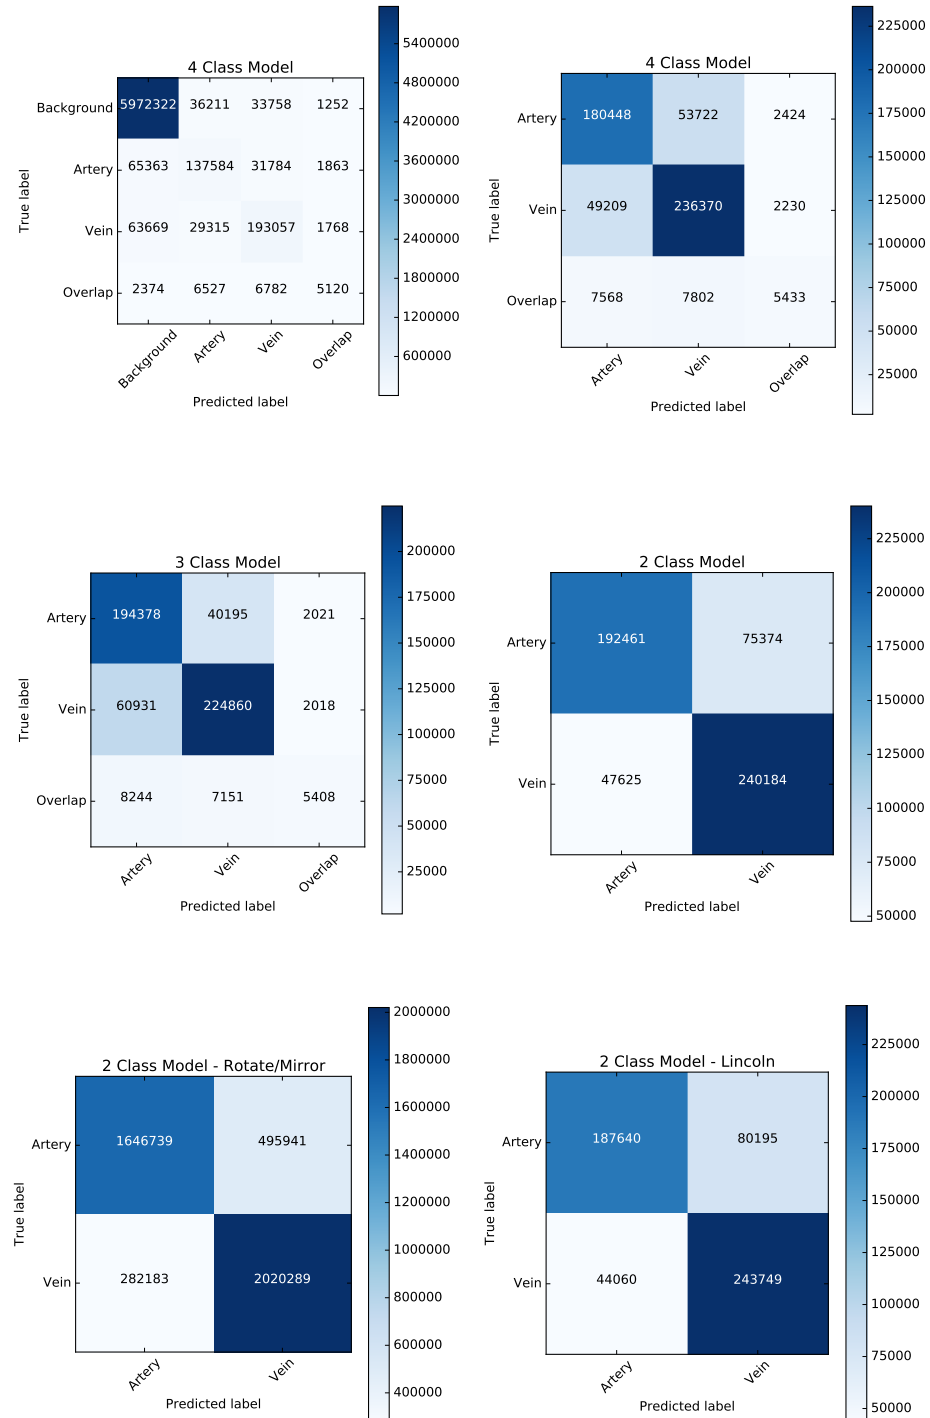 4 Class Model
True label
Background 5972322 36211 33758 1252
Artery 65363 137584 31784 1863
Vein 63669 29315 193057 1768
Overlap 2374 6527 6782 5120
Background Artery Vein Overlap
Predicted label
5400000
4800000
4200000
3600000
3000000
2400000
1800000
1200000
600000
4 Class Model
True label
Artery 180448 53722 2424
Vein 49209 236370 2230
Overlap 7568 7802 5433
Artery Vein Overlap
Predicted label
225000
200000
175000
150000
125000
100000
75000
50000
25000
3 Class Model
True label
Artery 194378 40195 2021
Vein 60931 224860 2018
Overlap 8244 7151 5408
Artery Vein Overlap
Predicted label
200000
175000
150000
125000
100000
75000
50000
25000
2 Class Model
True label
Artery 192461 75374
Vein 47625 240184
Artery Vein
Predicted label
225000
200000
175000
150000
125000
100000
75000
50000
2 Class Model - Rotate/Mirror
True label
Artery 1646739 495941
Vein 282183 2020289
Artery Vein
Predicted label
2000000
1800000
1600000
1400000
1200000
1000000
800000
600000
400000
2 Class Model - Lincoln
True label
Artery 187640 80195
Vein 44060 243749
Artery Vein
Predicted label
225000
200000
175000
150000
125000
100000
75000
50000